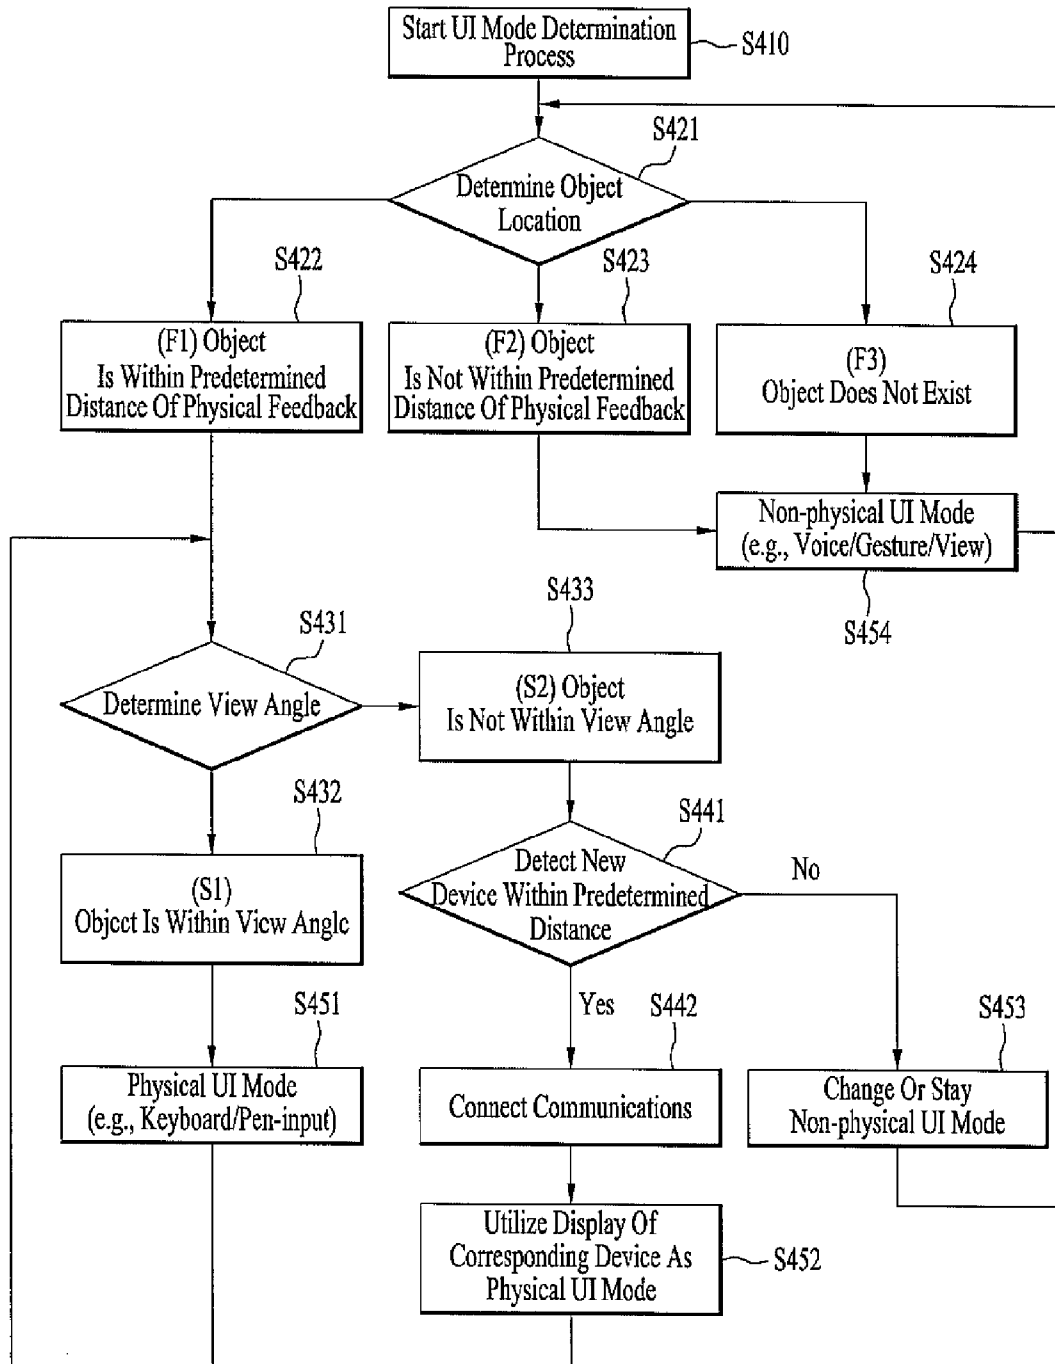 Start UI Mode Determination
Process
S410
S421
Determine Object
Location
S422
S423
S424
(F1) Object
Is Within Predetermined
Distance Of Physical Feedback
(F2) Object
Is Not Within Predetermined
Distance Of Physical Feedback
(F3)
Object Does Not Exist
Non-physical UI Mode
(e.g., Voice/Gesture/View)
S454
S431
Determine View Angle
S433
(S2) Object
Is Not Within View Angle
S432
(S1)
Object Is Within View Angle
S441
Detect New
Device Within Predetermined
Distance
No
Yes
S451
Physical UI Mode
(e.g., Keyboard/Pen-input)
S442
Connect Communications
S453
Change Or Stay
Non-physical UI Mode
Utilize Display Of
Corresponding Device As
Physical UI Mode
S452